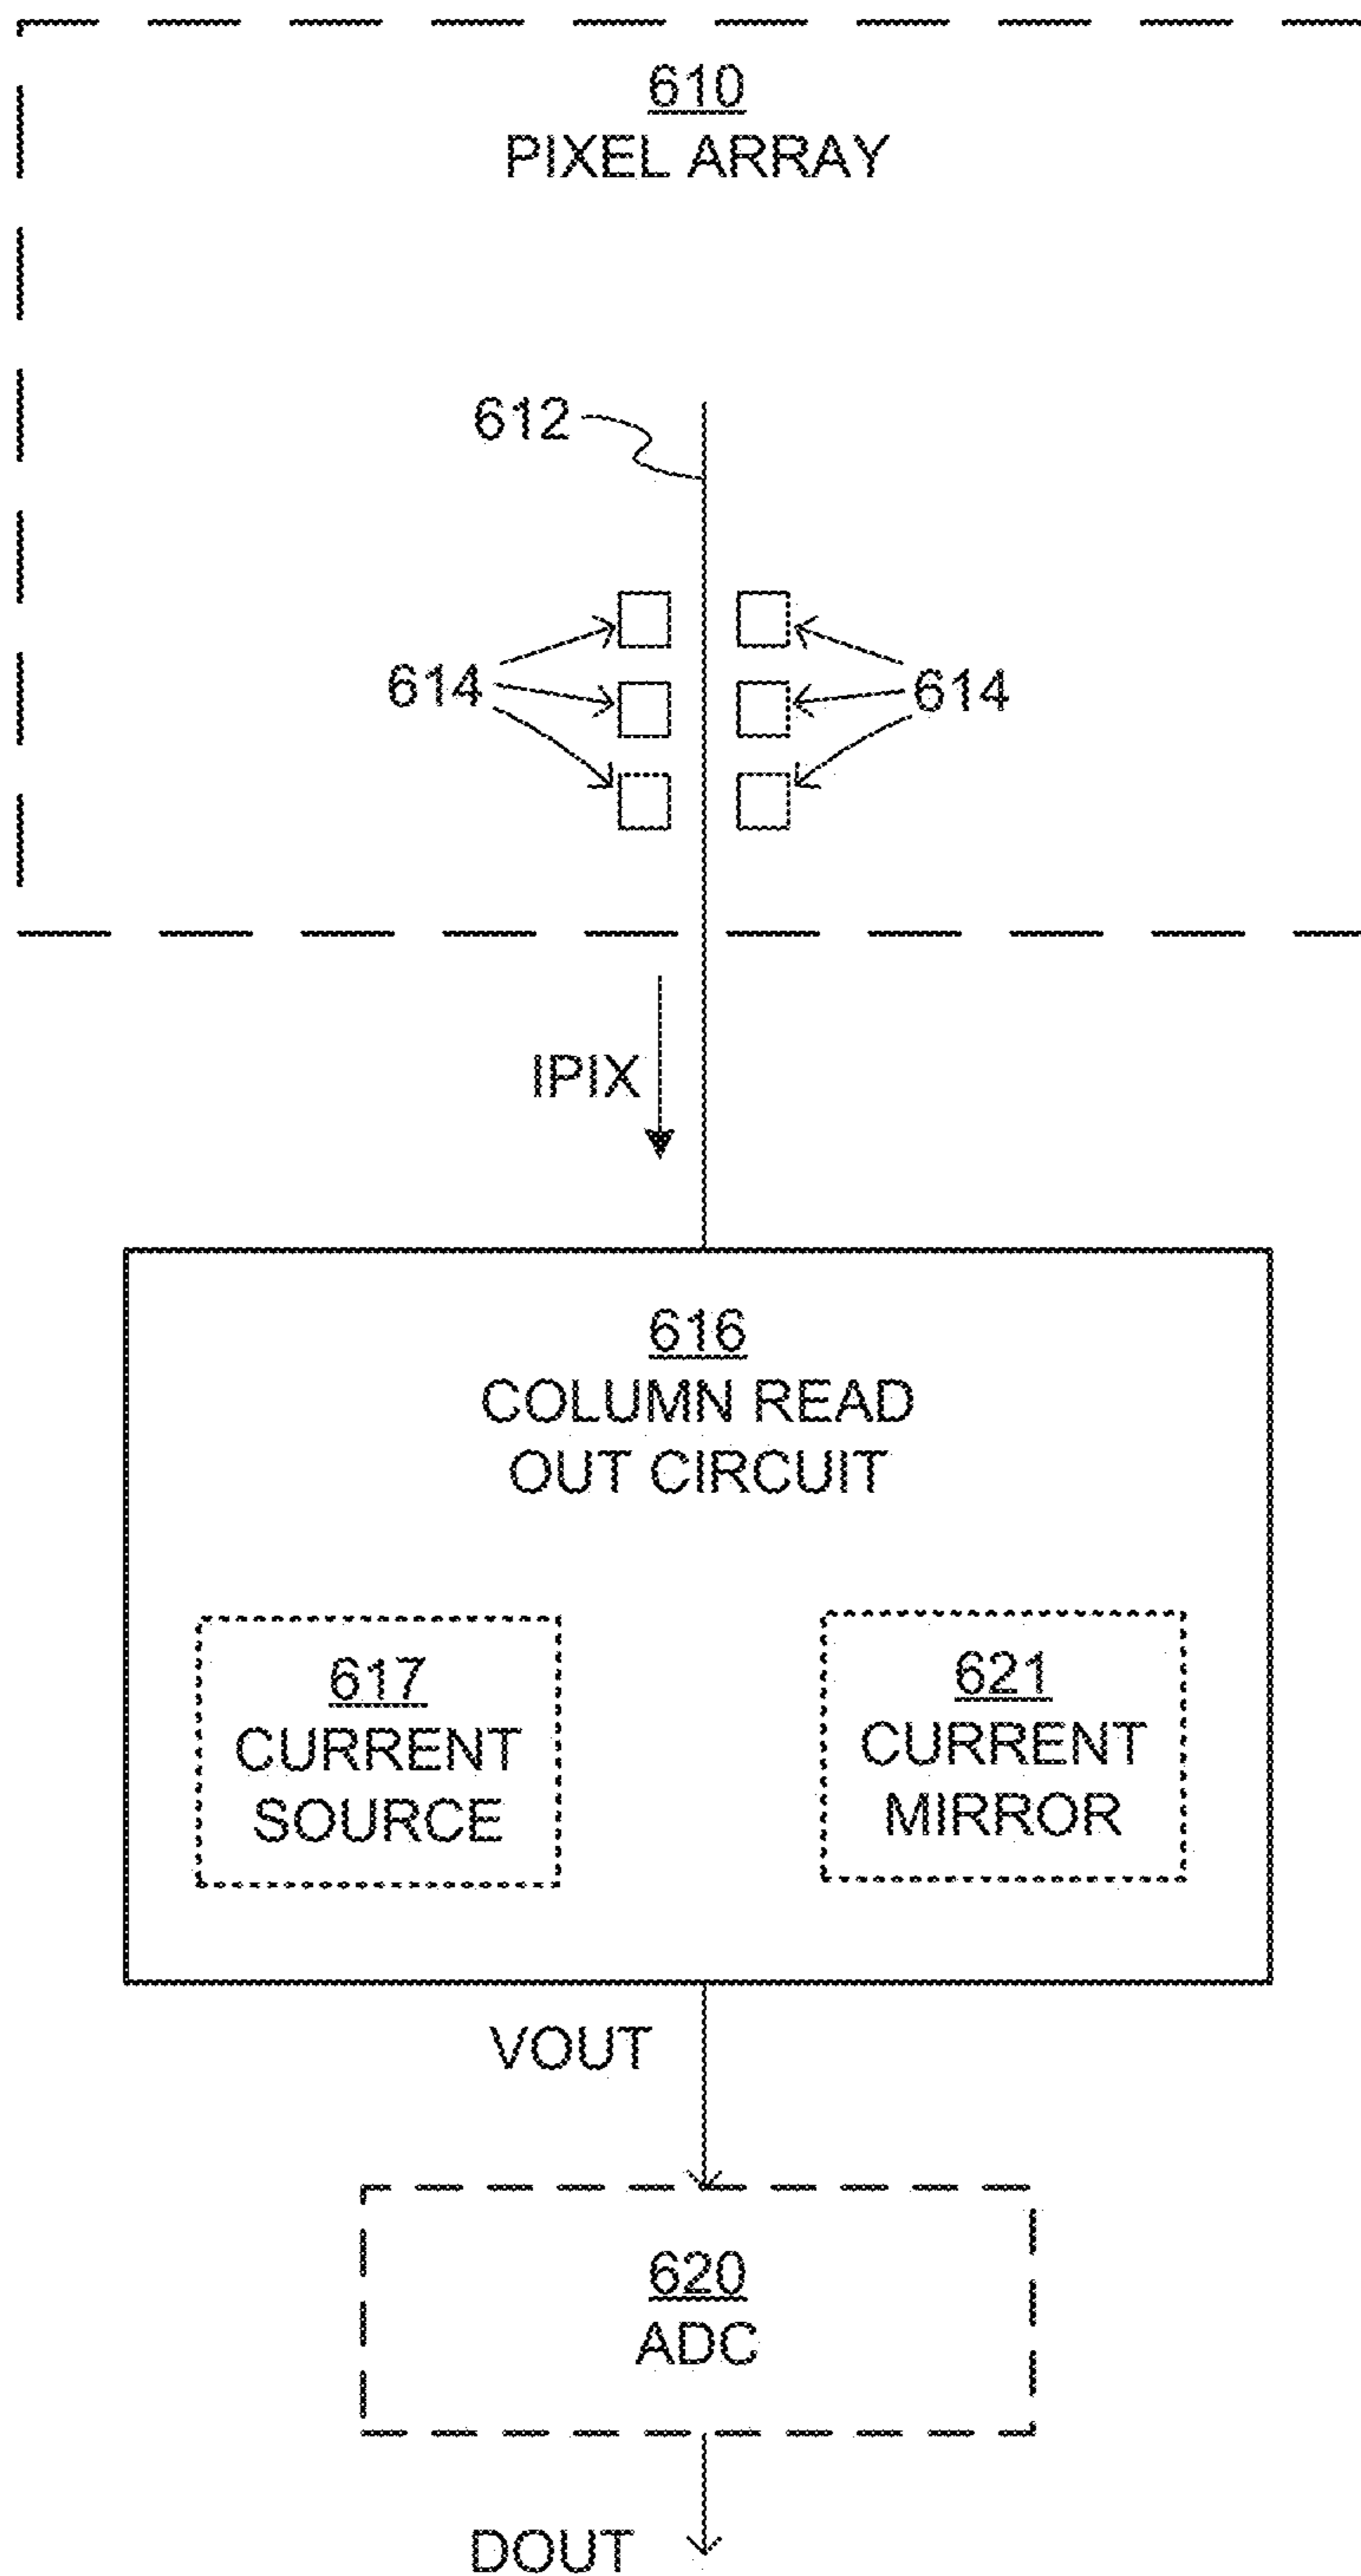 610
PIXEL ARRAY
612
614
614
IPIX
616
COLUMN READ
OUT CIRCUIT
617
CURRENT
SOURCE
621
CURRENT
MIRROR
VOUT
620
ADC
DOUT